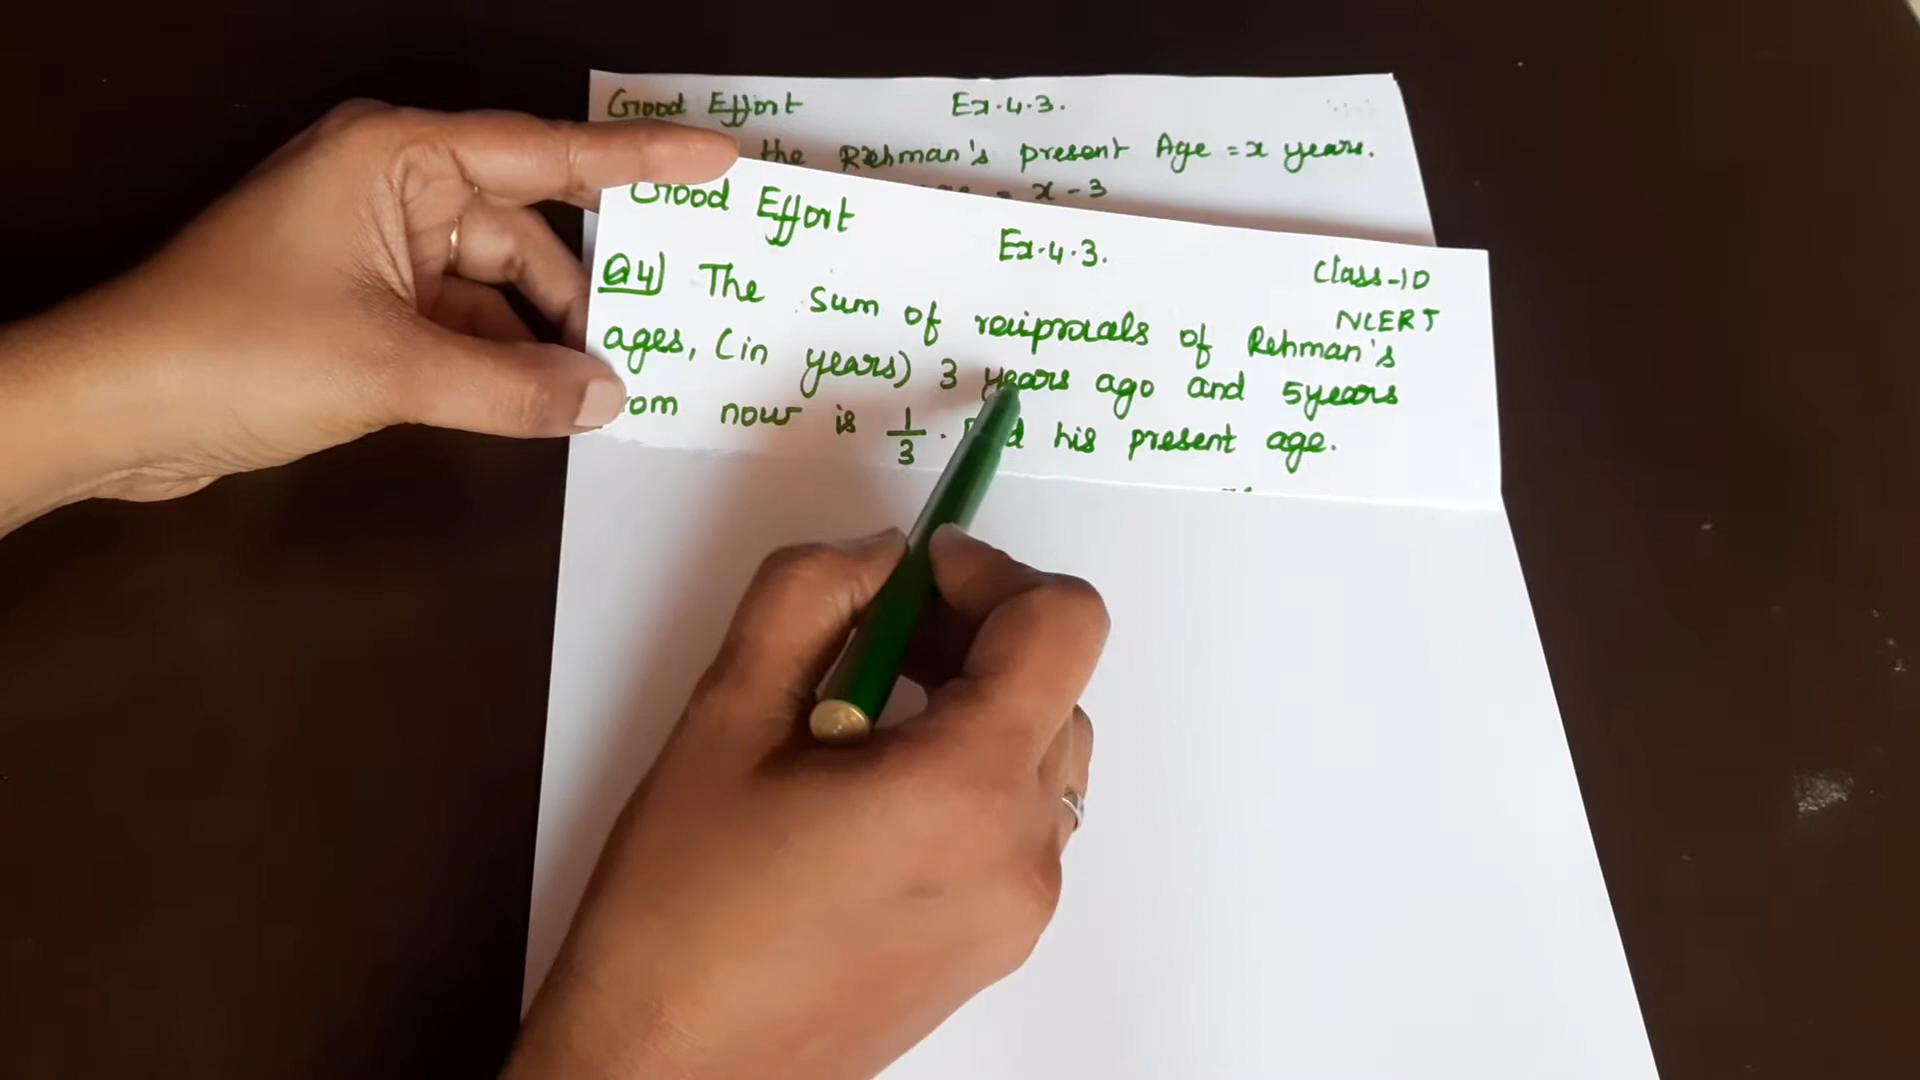 Good Effort Ex.4.3.
the Rehman's present Age = x years.
= x - 3
Good Effort
Ex.4.3.
Class-10
NCERT
Q4) The sum of reciprocals of Rehman's
ages, (in years) 3 years ago and 5years
now is 1/3. his present age.